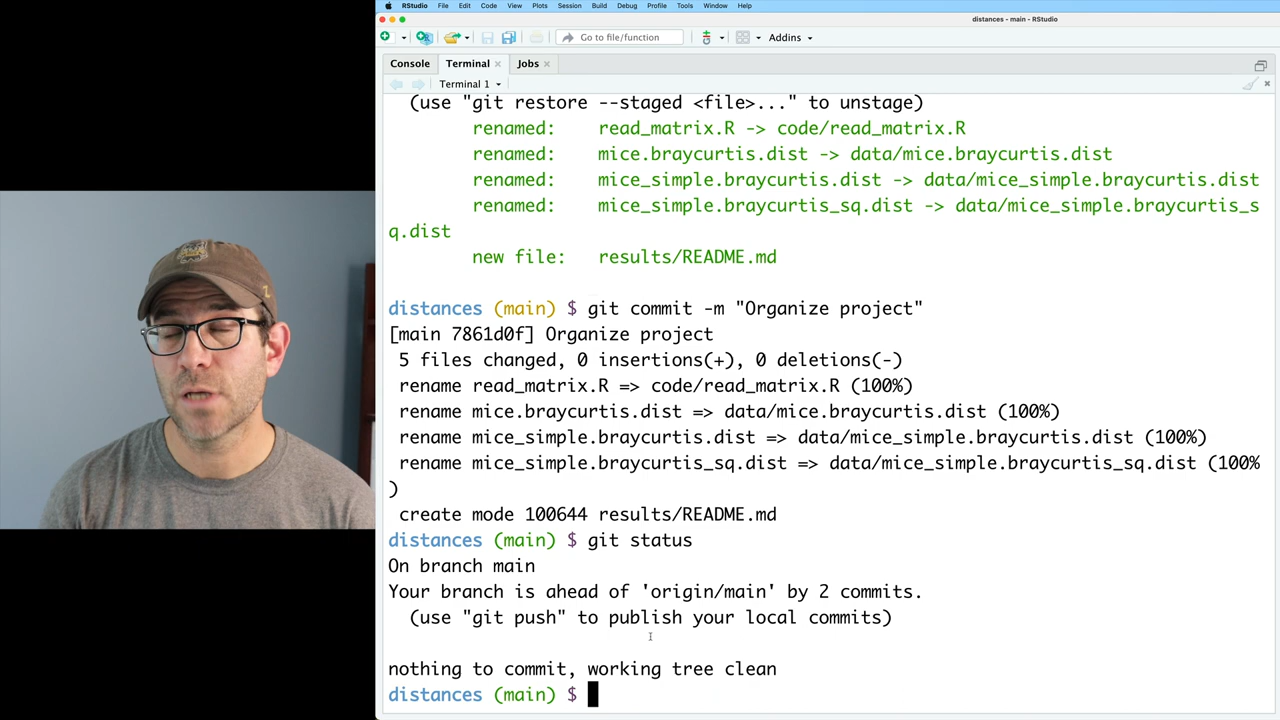 RStudio File Edit Code View Plots Session Build Debug Profile Tools Window Help
distances - main - RStudio
Go to file/function Addins
Console Terminal Jobs
Terminal 1
(use "git restore --staged <file>..." to unstage)
renamed: read_matrix.R -> code/read_matrix.R
renamed: mice.braycurtis.dist -> data/mice.braycurtis.dist
renamed: mice_simple.braycurtis.dist -> data/mice_simple.braycurtis.dist
renamed: mice_simple.braycurtis_sq.dist -> data/mice_simple.braycurtis_s
q.dist
new file: results/README.md
distances (main) $ git commit -m "Organize project"
[main 7861d0f] Organize project
5 files changed, 0 insertions(+), 0 deletions(-)
rename read_matrix.R => code/read_matrix.R (100%)
rename mice.braycurtis.dist => data/mice.braycurtis.dist (100%)
rename mice_simple.braycurtis.dist => data/mice_simple.braycurtis.dist (100%)
rename mice_simple.braycurtis_sq.dist => data/mice_simple.braycurtis_sq.dist (100%
)
create mode 100644 results/README.md
distances (main) $ git status
On branch main
Your branch is ahead of 'origin/main' by 2 commits.
(use "git push" to publish your local commits)
nothing to commit, working tree clean
distances (main) $